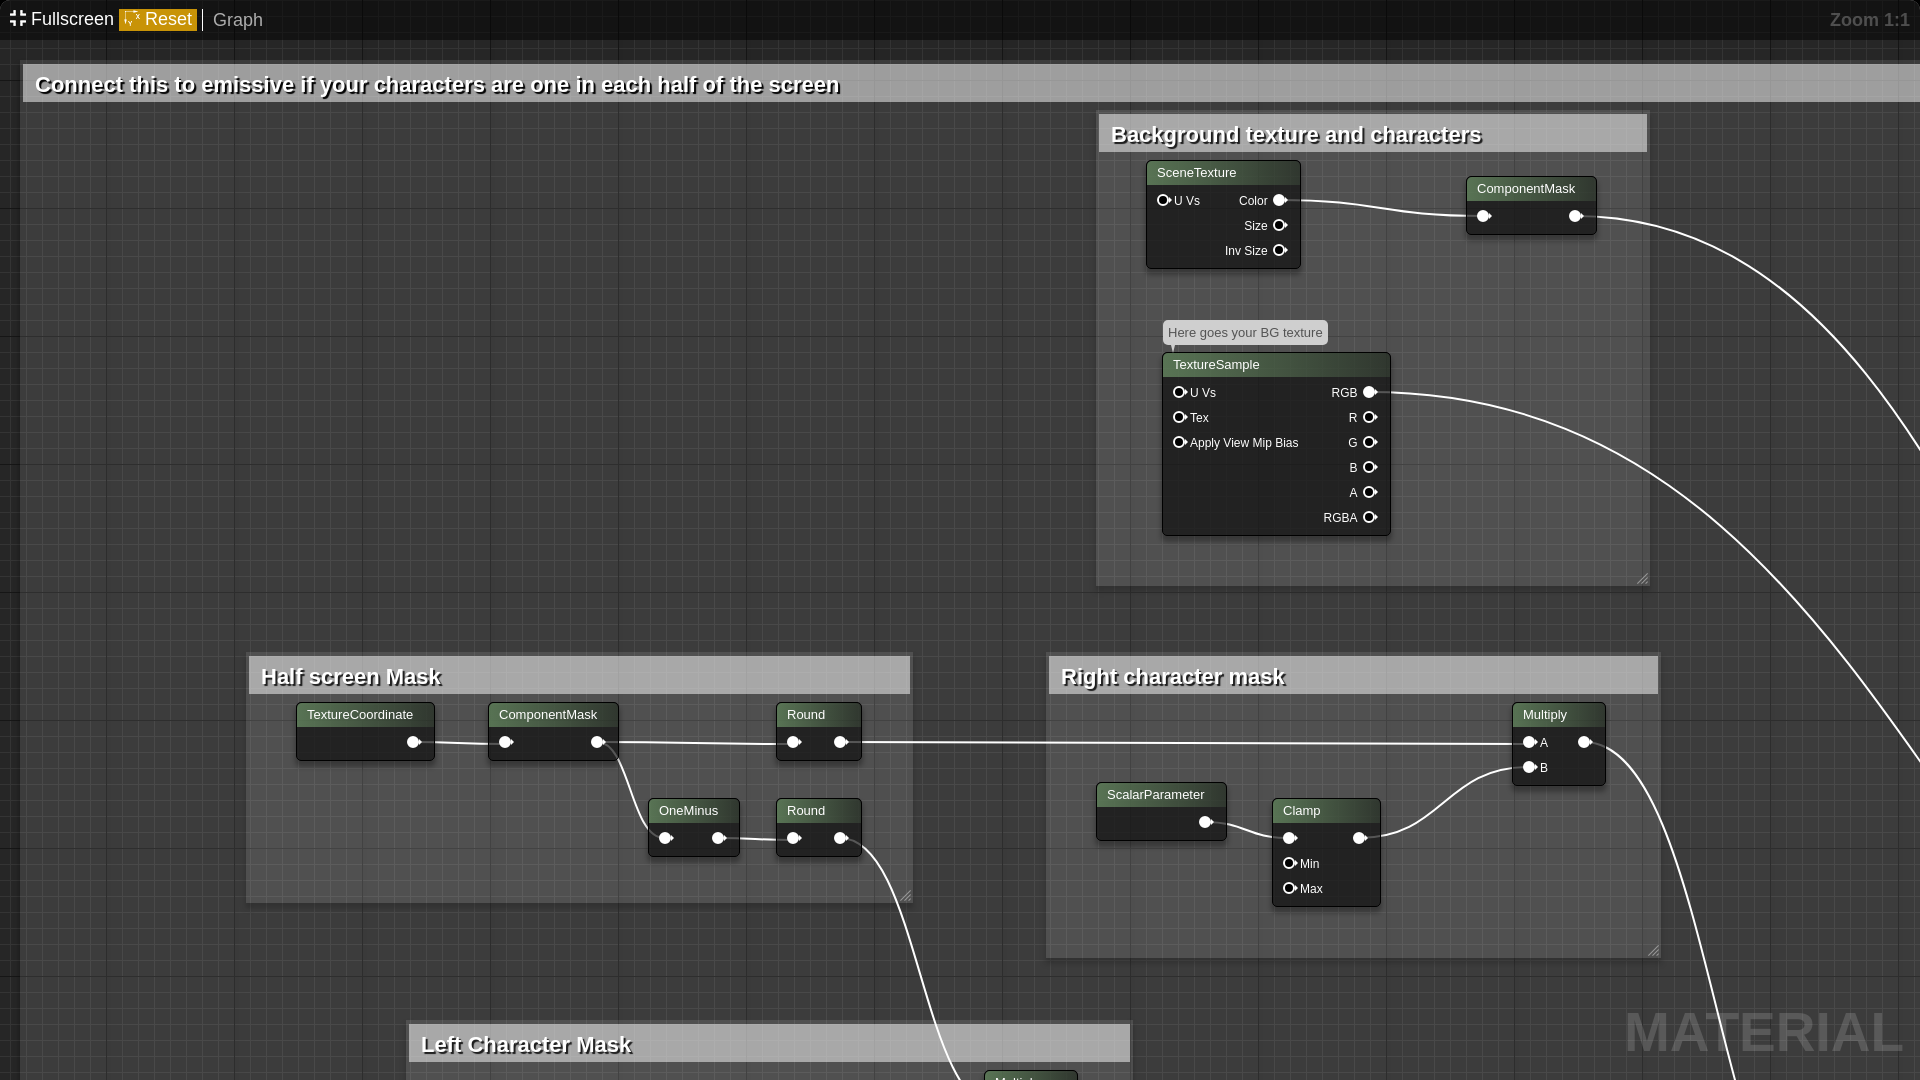 Fullscreen Reset Graph Zoom 1:1
Connect this to emissive if your characters are one in each half of the screen
Background texture and characters
SceneTexture
U Vs Color
Size
Inv Size
ComponentMask
Here goes your BG texture
TextureSample
U Vs RGB
Tex R
Apply View Mip Bias G
B
A
RGBA
Half screen Mask
TextureCoordinate
ComponentMask
Round
OneMinus
Round
Right character mask
Multiply
A
B
ScalarParameter
Clamp
Min
Max
Left Character Mask
MATERIAL